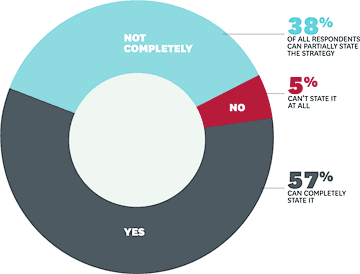 NOT
COMPLETELY
38%
OF ALL RESPONDENTS
CAN PARTIALLY STATE
THE STRATEGY
NO
5%
CAN'T STATE IT
AT ALL
YES
57%
CAN COMPLETELY
STATE IT